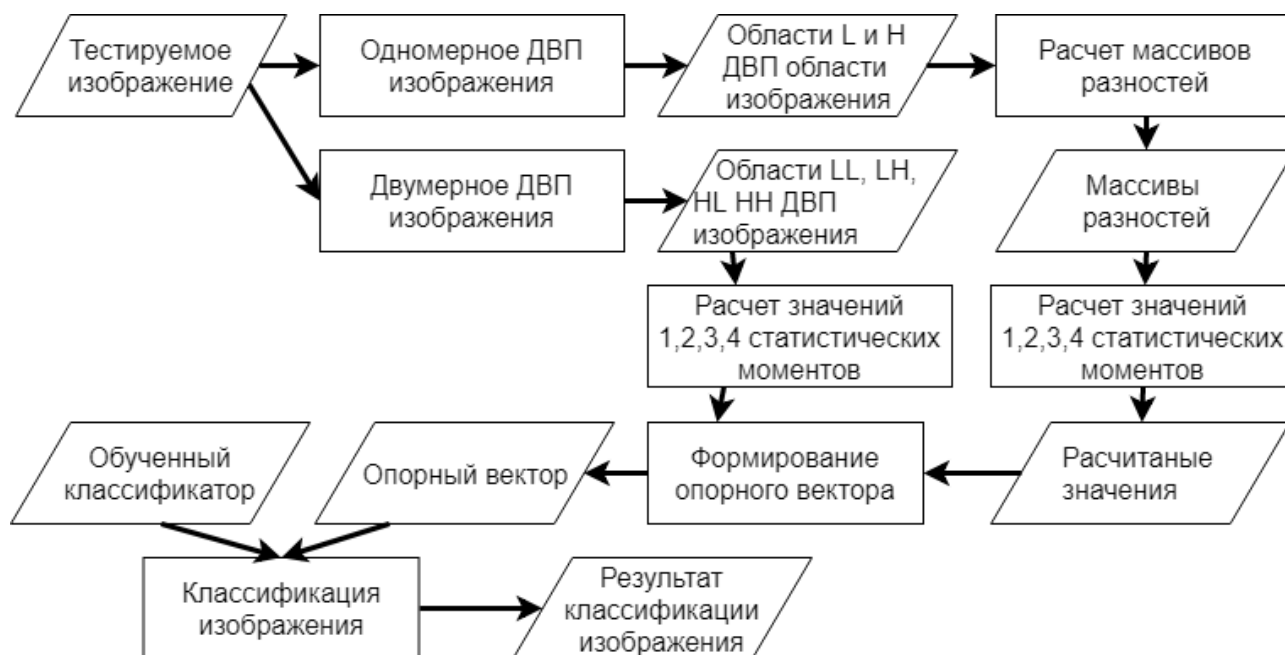 Тестируемое
изображение
Одномерное ДВП
изображения
Области L и H
ДВП области
изображения
Расчет массивов
разностей
Двумерное ДВП
изображения
Области LL, LH,
HL HH ДВП
изображения
Массивы
разностей
Расчет значений
1,2,3,4 статистических
моментов
Расчет значений
1,2,3,4 статистических
моментов
Обученный
классификатор
Опорный вектор
Формирование
опорного вектора
Расчитаные
значения
Классификация
изображения
Результат
классификации
изображения